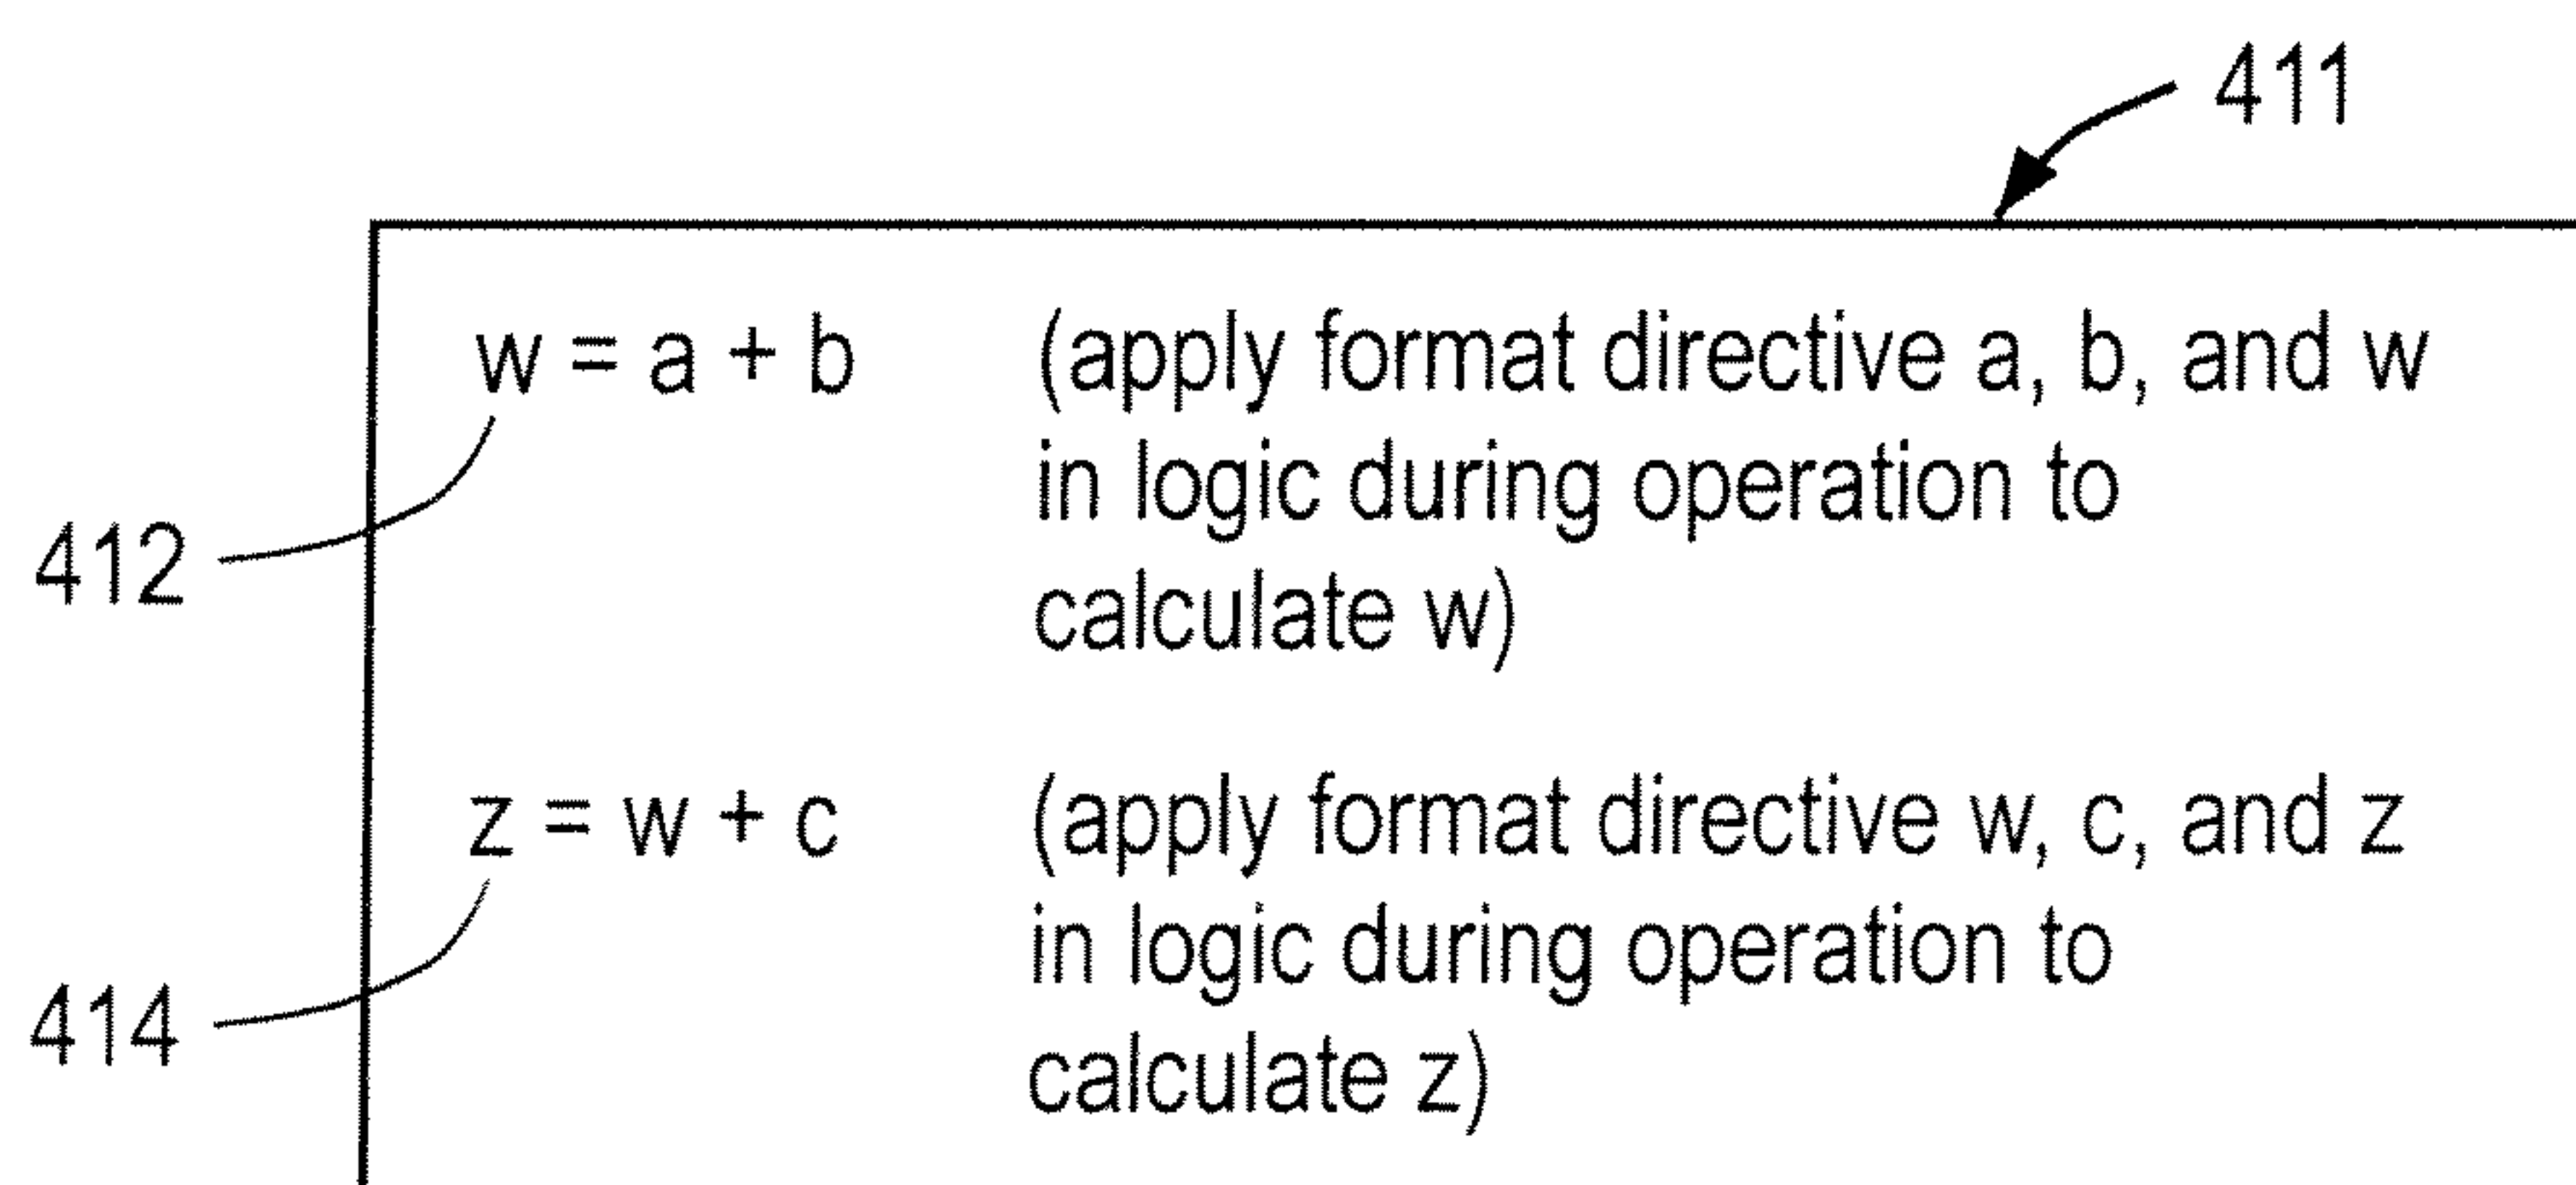 411
w = a + b (apply format directive a, b, and w
in logic during operation to
412
calculate w)
z = w + c (apply format directive w, c, and z
in logic during operation to
414
calculate z)